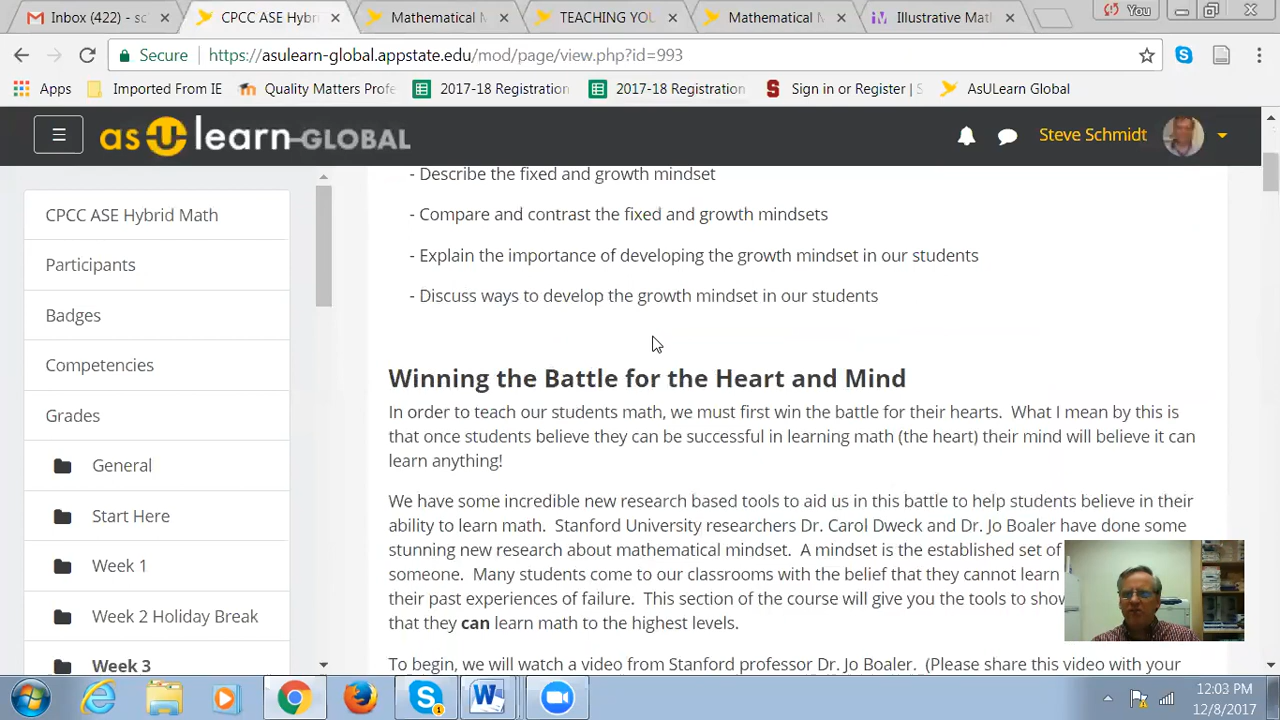 Inbox (422) - sc
CPCC ASE Hybri
Mathematical
TEACHING YOU
Mathematical M
Illustrative Math
You
Secure
https://asulearn-global.appstate.edu/mod/page/view.php?id=993
Apps
Imported From IE
Quality Matters Profe
2017-18 Registration
2017-18 Registration
Sign in or Register | S
AsULearn Global
asULearn-GLOBAL
Steve Schmidt
CPCC ASE Hybrid Math
Participants
Badges
Competencies
Grades
General
Start Here
Week 1
Week 2 Holiday Break
Week 3
- Describe the fixed and growth mindset
- Compare and contrast the fixed and growth mindsets
- Explain the importance of developing the growth mindset in our students
- Discuss ways to develop the growth mindset in our students
Winning the Battle for the Heart and Mind
In order to teach our students math, we must first win the battle for their hearts. What I mean by this is
that once students believe they can be successful in learning math (the heart) their mind will believe it can
learn anything!
We have some incredible new research based tools to aid us in this battle to help students believe in their
ability to learn math. Stanford University researchers Dr. Carol Dweck and Dr. Jo Boaler have done some
stunning new research about mathematical mindset. A mindset is the established set of
someone. Many students come to our classrooms with the belief that they cannot learn
their past experiences of failure. This section of the course will give you the tools to show
that they can learn math to the highest levels.
To begin, we will watch a video from Stanford professor Dr. Jo Boaler. (Please share this video with your
12:03 PM
12/8/2017